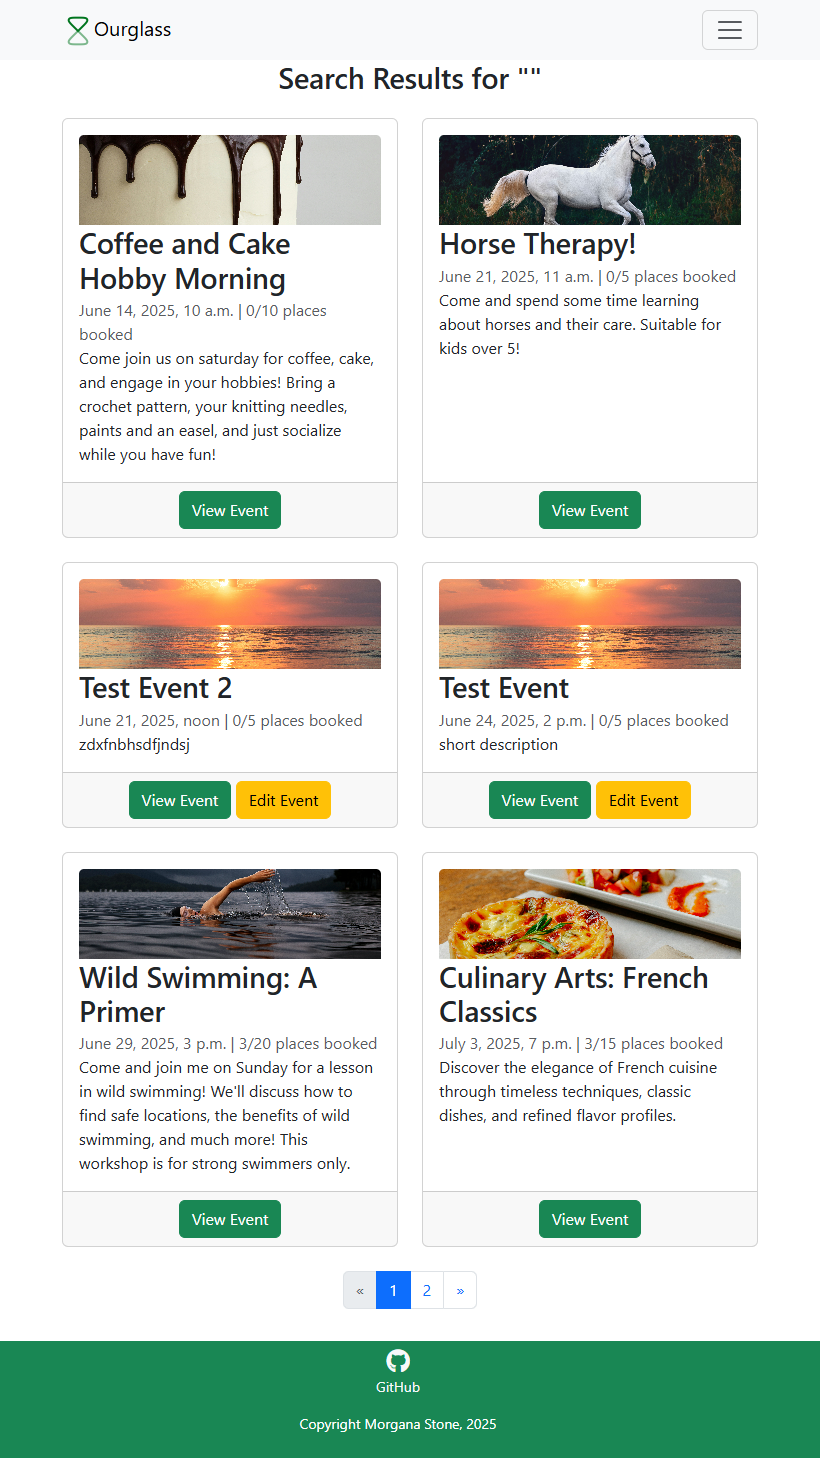 Ourglass
Search Results for ""
Coffee and Cake
Hobby Morning
June 14, 2025, 10 a.m. | 0/10 places
booked
Come join us on saturday for coffee, cake,
and engage in your hobbies! Bring a
crochet pattern, your knitting needles,
paints and an easel, and just socialize
while you have fun!
View Event
Horse Therapy!
June 21, 2025, 11 a.m. | 0/5 places booked
Come and spend some time learning
about horses and their care. Suitable for
kids over 5!
View Event
Test Event 2
June 21, 2025, noon | 0/5 places booked
zdxfnbhsdfjndsj
View Event Edit Event
Test Event
June 24, 2025, 2 p.m. | 0/5 places booked
short description
View Event Edit Event
Wild Swimming: A
Primer
June 29, 2025, 3 p.m. | 3/20 places booked
Come and join me on Sunday for a lesson
in wild swimming! We'll discuss how to
find safe locations, the benefits of wild
swimming, and much more! This
workshop is for strong swimmers only.
View Event
Culinary Arts: French
Classics
July 3, 2025, 7 p.m. | 3/15 places booked
Discover the elegance of French cuisine
through timeless techniques, classic
dishes, and refined flavor profiles.
View Event
« 1 2 »
GitHub
Copyright Morgana Stone, 2025